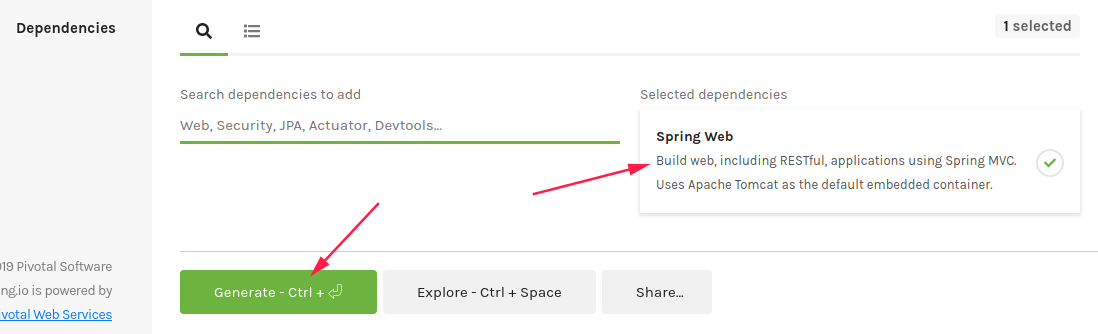 Dependencies
1 selected
Search dependencies to add
Web, Security, JPA, Actuator, Devtools...
Selected dependencies
Spring Web
Build web, including RESTful, applications using Spring MVC.
Uses Apache Tomcat as the default embedded container.
19 Pivotal Software
ng.io is powered by
ivotal Web Services
Generate - Ctrl + ⏎
Explore - Ctrl + Space
Share...